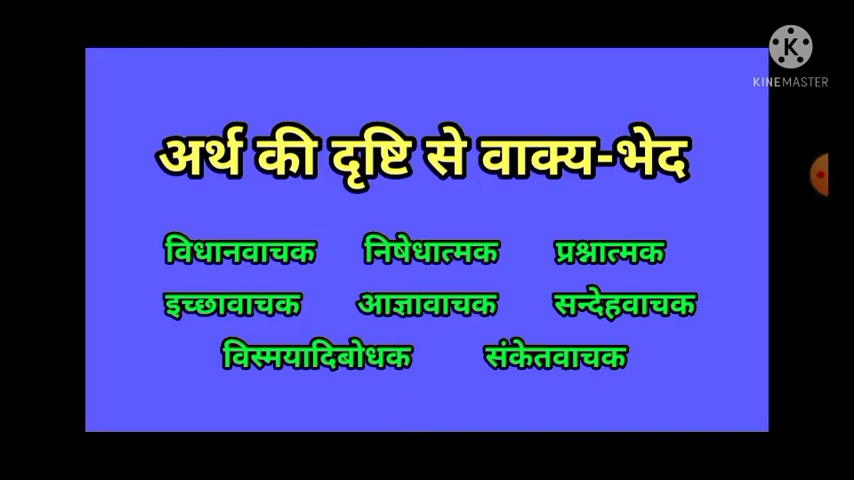 K
KINEMASTER
अर्थ की दृष्टि से वाक्य-भेद
विधानवाचक निषेधात्मक प्रश्नात्मक
इच्छावाचक आज्ञावाचक सन्देहवाचक
विस्मयादिबोधक संकेतवाचक